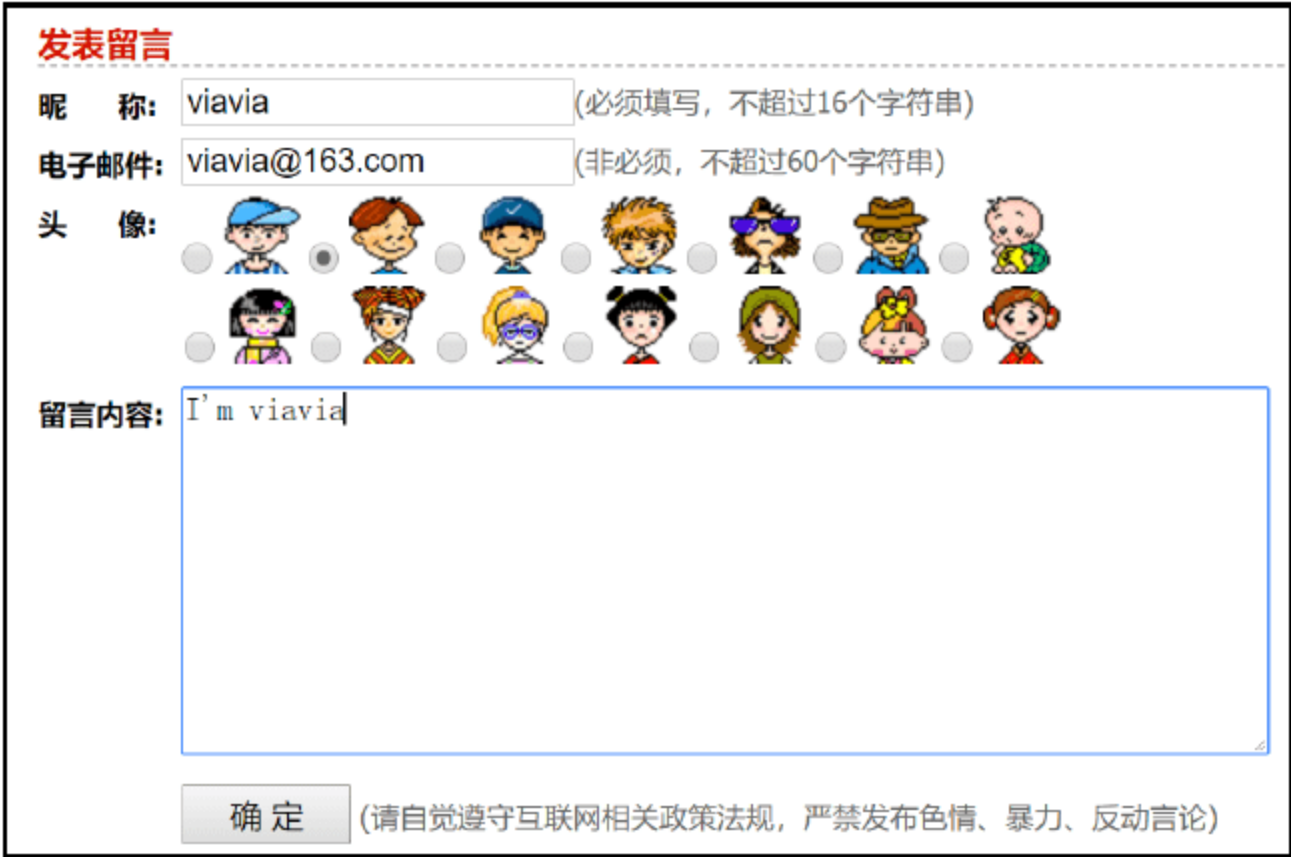 发表留言
昵 称: viavia (必须填写，不超过16个字符串)
电子邮件: viavia@163.com (非必须，不超过60个字符串)
头 像:
留言内容: I'm viavia
确 定 (请自觉遵守互联网相关政策法规，严禁发布色情、暴力、反动言论)